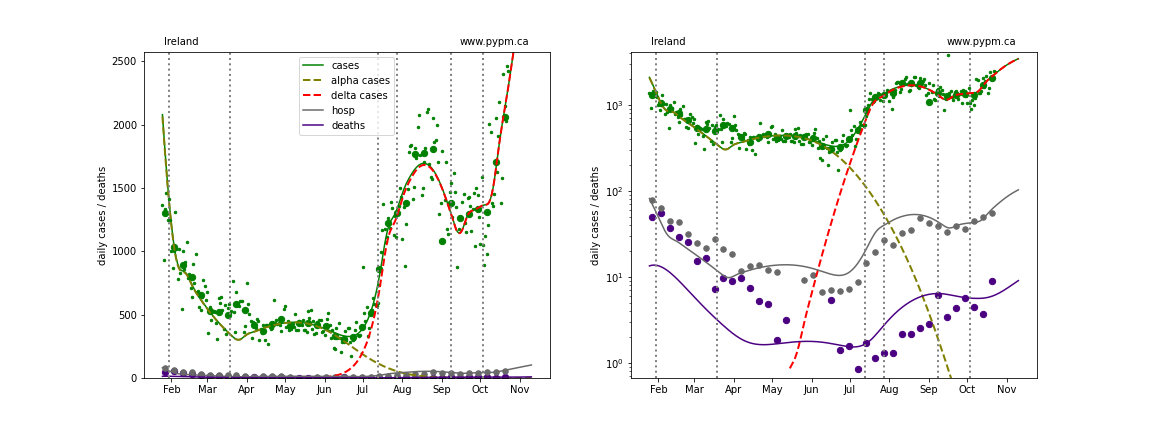 Ireland www.pypm.ca
2500
2000
1500
1000
500
0
daily cases / deaths
Feb Mar Apr May Jun Jul Aug Sep Oct Nov
cases
alpha cases
delta cases
hosp
deaths
Ireland www.pypm.ca
10³
10²
10¹
10⁰
daily cases / deaths
Feb Mar Apr May Jun Jul Aug Sep Oct Nov